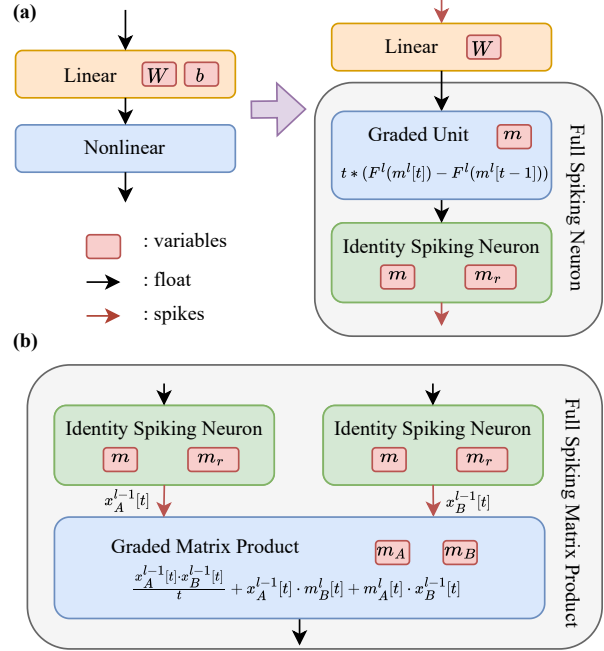 (a)
Linear W b
Nonlinear
: variables
: float
: spikes
Linear W
Graded Unit m
t * (F^l(m^l[t]) − F^l(m^l[t − 1]))
Identity Spiking Neuron
m m_r
Full Spiking Neuron
(b)
Identity Spiking Neuron
m m_r
x_A^{l−1}[t]
Identity Spiking Neuron
m m_r
x_B^{l−1}[t]
Graded Matrix Product m_A m_B
\frac{x_A^{l−1}[t]·x_B^{l−1}[t]}{t} + x_A^{l−1}[t] · m_B^l[t] + m_A^l[t] · x_B^{l−1}[t]
Full Spiking Matrix Product